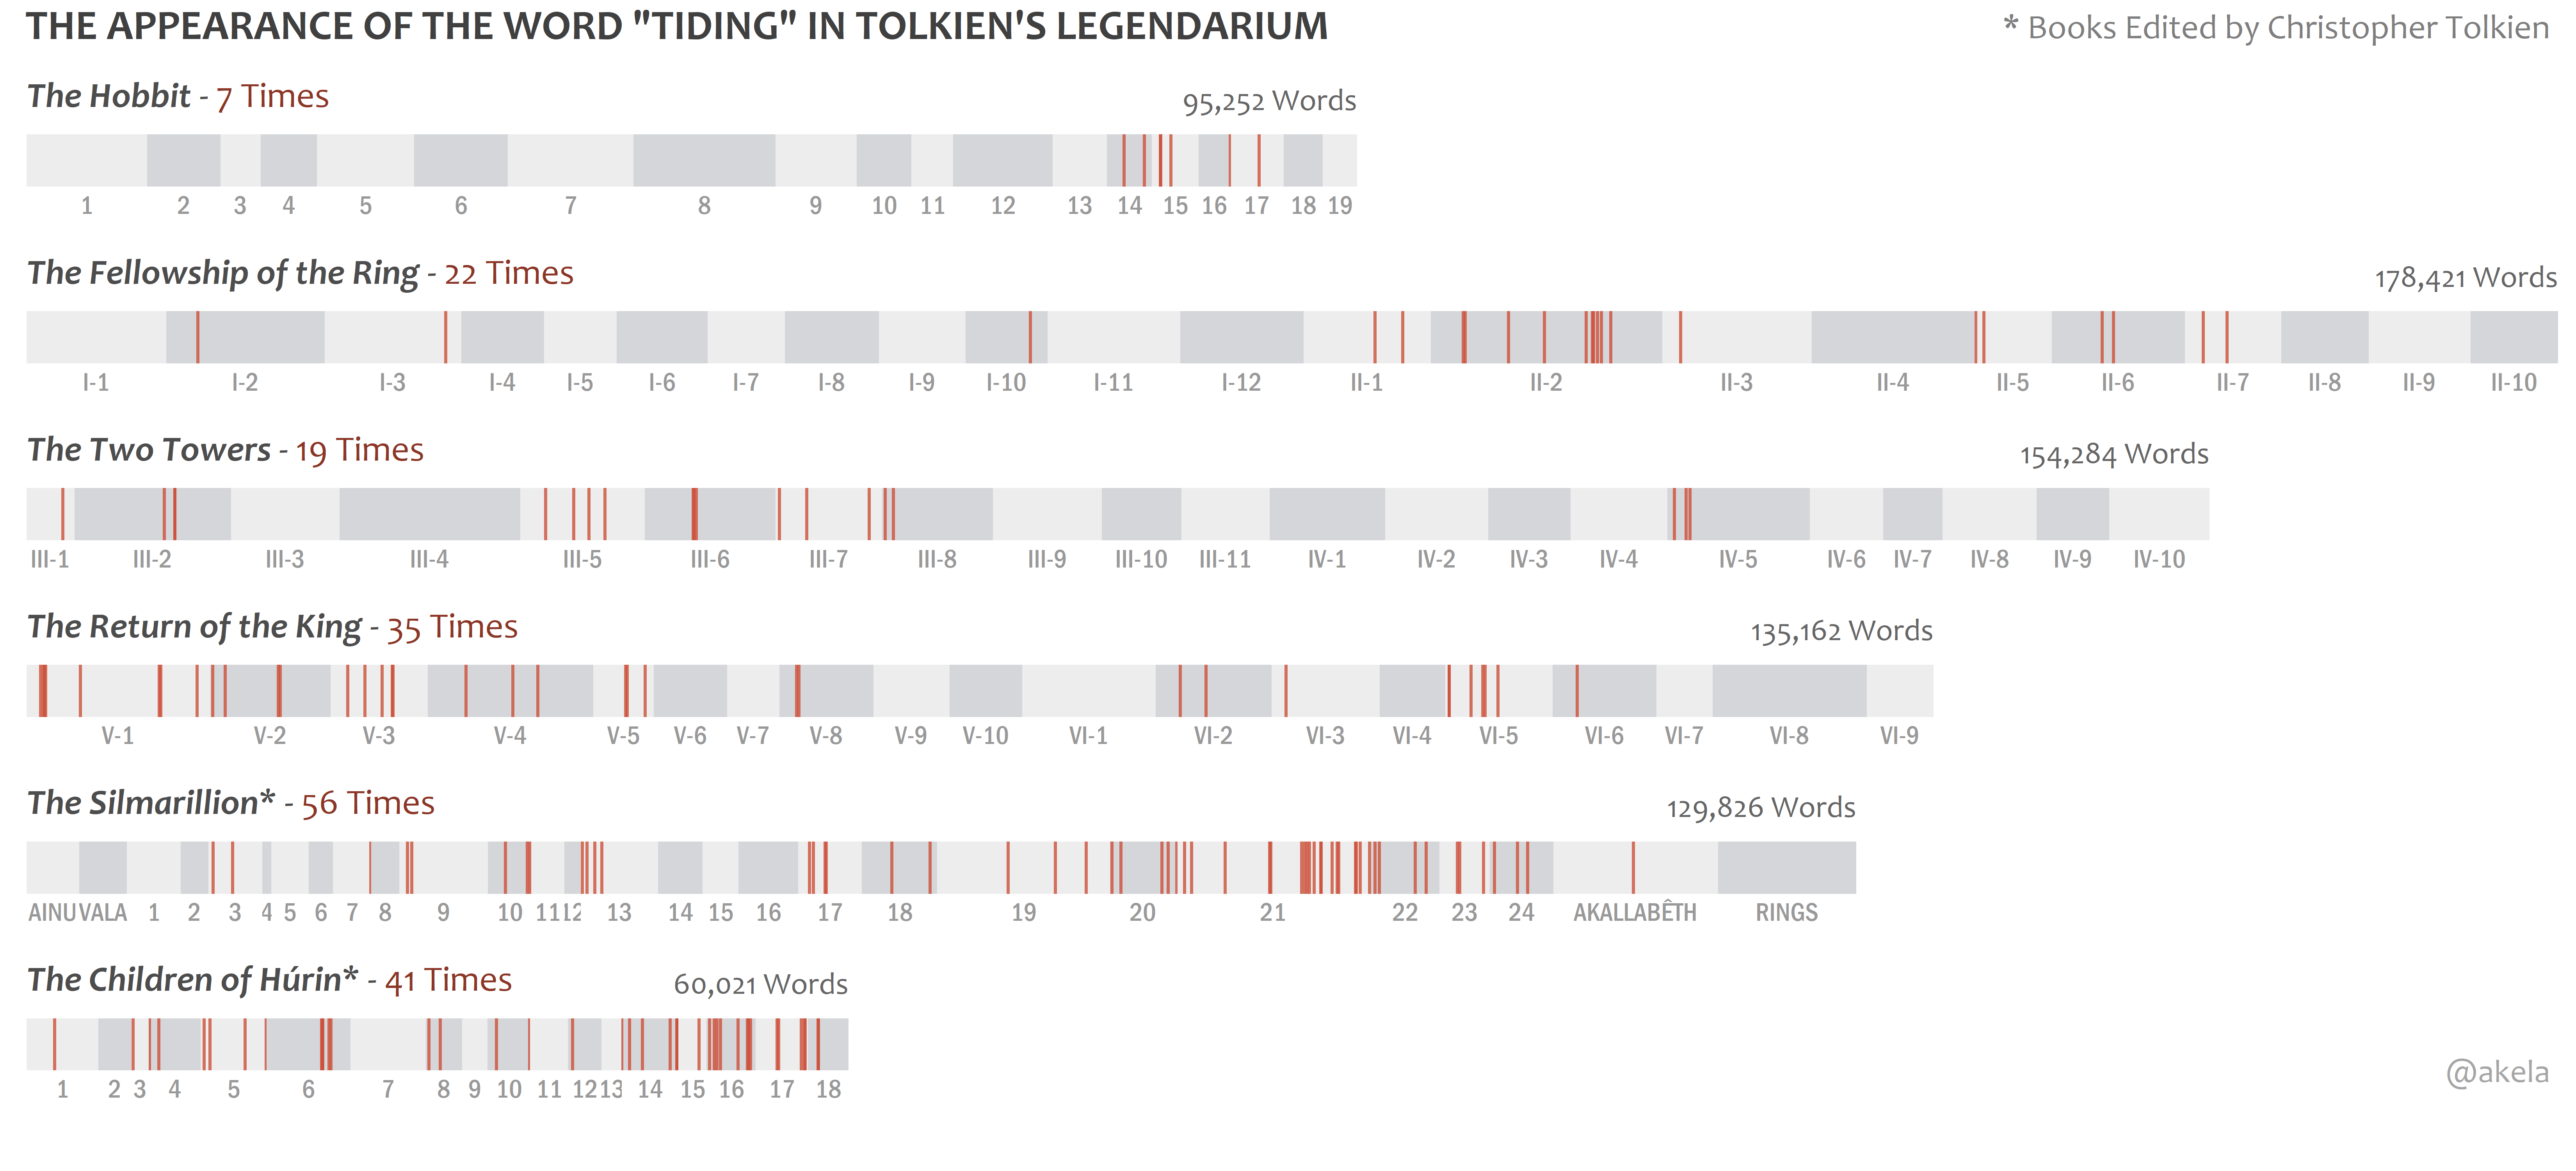 THE APPEARANCE OF THE WORD "TIDING" IN TOLKIEN'S LEGENDARIUM
* Books Edited by Christopher Tolkien
The Hobbit - 7 Times
95,252 Words
1 2 3 4 5 6 7 8 9 10 11 12 13 14 15 16 17 18 19
The Fellowship of the Ring - 22 Times
178,421 Words
I-1 I-2 I-3 I-4 I-5 I-6 I-7 I-8 I-9 I-10 I-11 I-12 II-1 II-2 II-3 II-4 II-5 II-6 II-7 II-8 II-9 II-10
The Two Towers - 19 Times
154,284 Words
III-1 III-2 III-3 III-4 III-5 III-6 III-7 III-8 III-9 III-10 III-11 IV-1 IV-2 IV-3 IV-4 IV-5 IV-6 IV-7 IV-8 IV-9 IV-10
The Return of the King - 35 Times
135,162 Words
V-1 V-2 V-3 V-4 V-5 V-6 V-7 V-8 V-9 V-10 VI-1 VI-2 VI-3 VI-4 VI-5 VI-6 VI-7 VI-8 VI-9
The Silmarillion* - 56 Times
129,826 Words
AINU VALA 1 2 3 4 5 6 7 8 9 10 11 12 13 14 15 16 17 18 19 20 21 22 23 24 AKALLABÊTH RINGS
The Children of Húrin* - 41 Times
60,021 Words
1 2 3 4 5 6 7 8 9 10 11 12 13 14 15 16 17 18
@akela